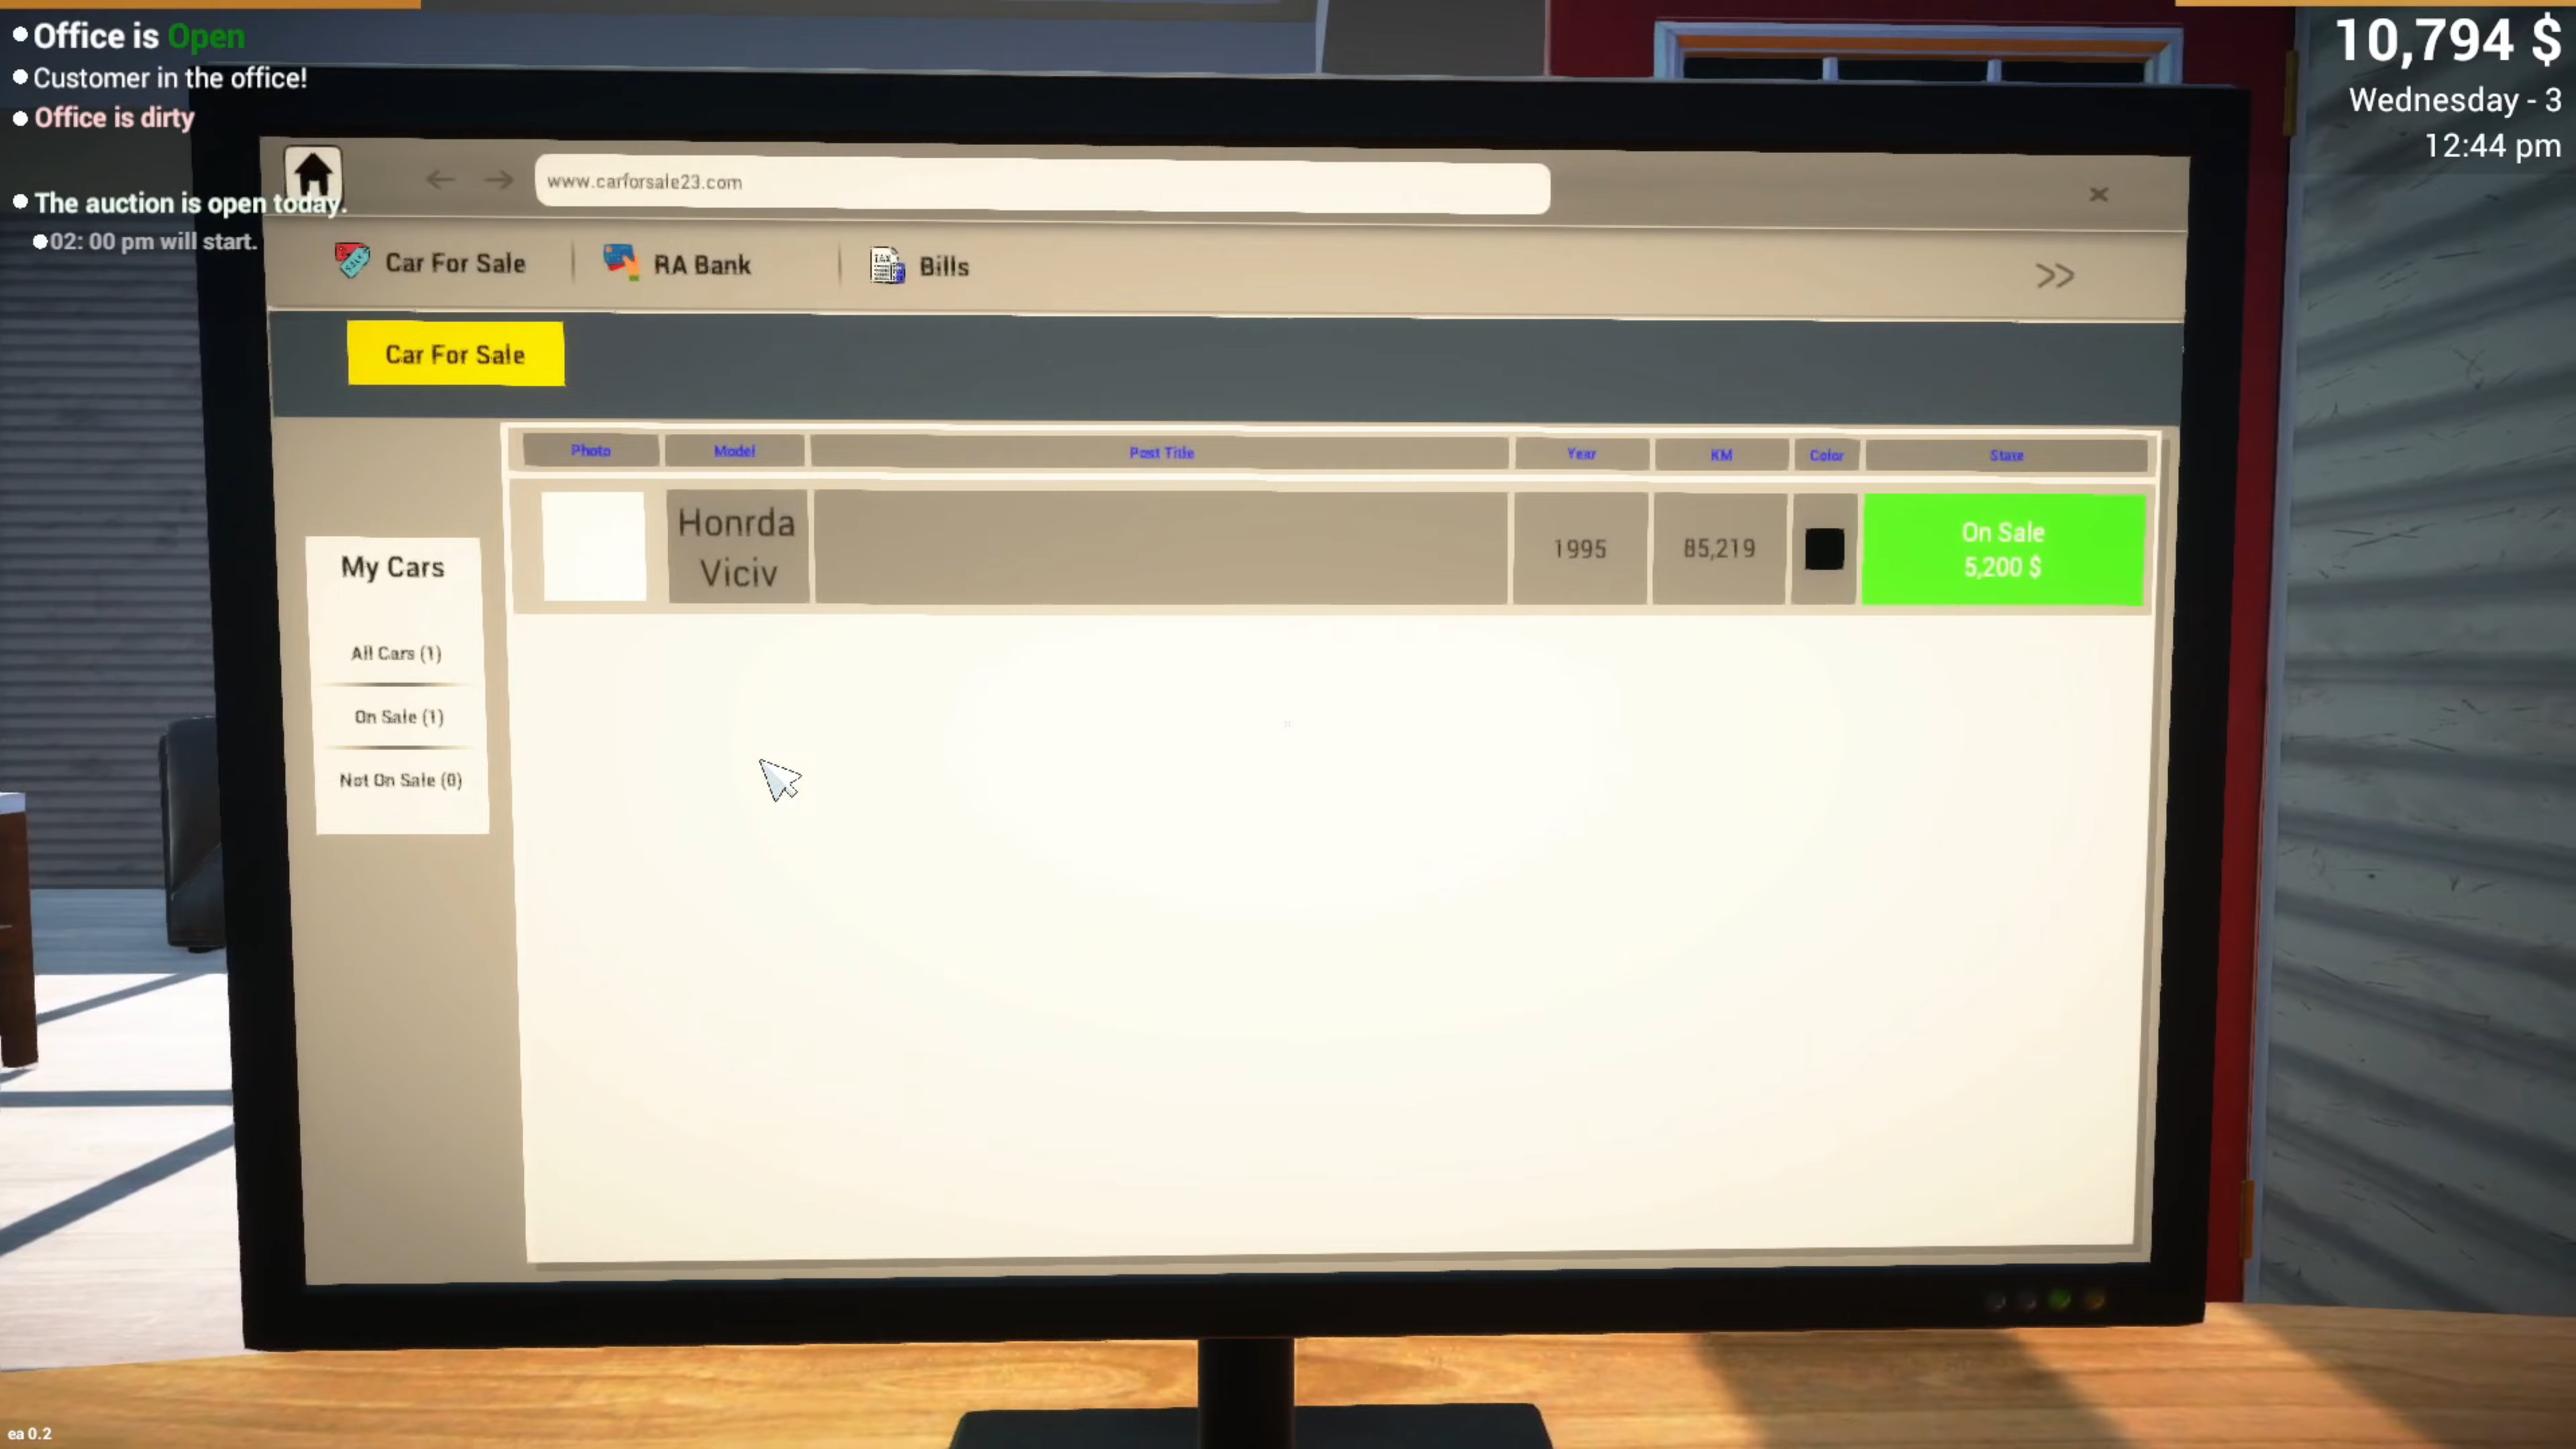 Office is Open
Customer in the office!
Office is dirty
The auction is open today.
02: 00 pm will start.
10,794 $
Wednesday - 3
12:44 pm
www.carforsale23.com
×
Car For Sale
RA Bank
Bills
>>
Car For Sale
Photo Model Post Title Year KM Color State
Honrda
Viciv
1995
85,219
On Sale
5,200 $
My Cars
All Cars (1)
On Sale (1)
Not On Sale (0)
ea 0.2